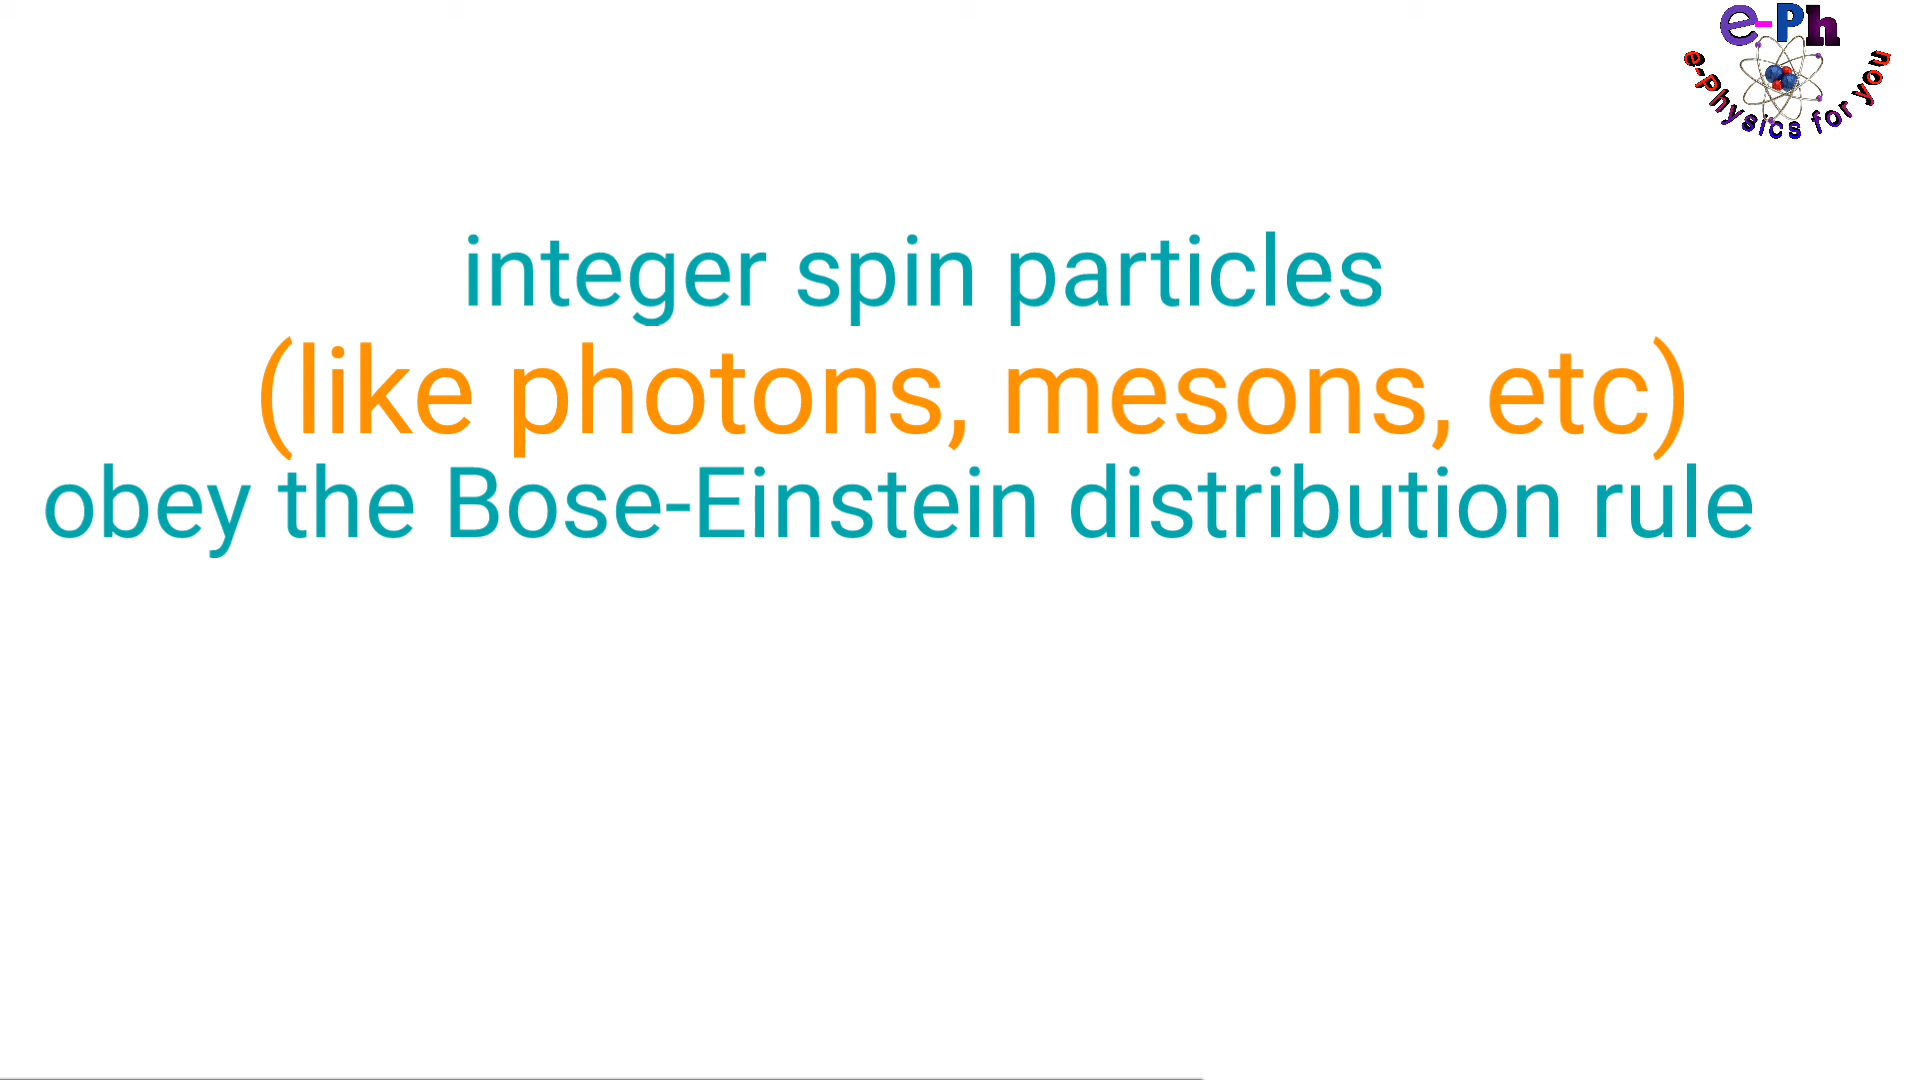 e-Ph
e-Physics for you
integer spin particles
(like photons, mesons, etc)
obey the Bose-Einstein distribution rule